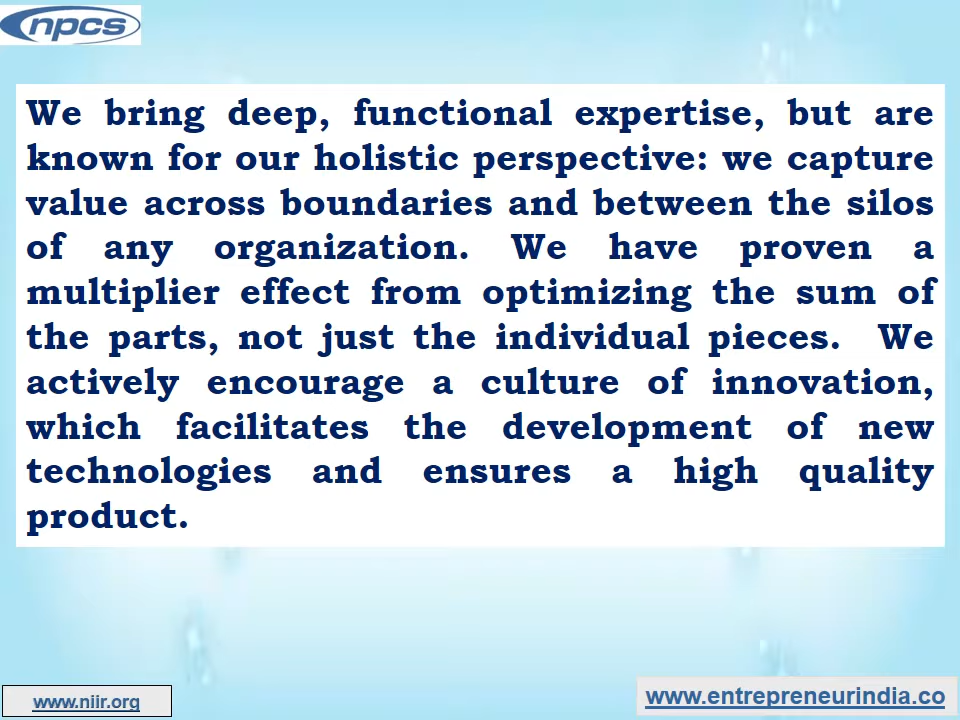 npcs
We bring deep, functional expertise, but are
known for our holistic perspective: we capture
value across boundaries and between the silos
of any organization. We have proven a
multiplier effect from optimizing the sum of
the parts, not just the individual pieces. We
actively encourage a culture of innovation,
which facilitates the development of new
technologies and ensures a high quality
product.
www.niir.org
www.entrepreneurindia.co